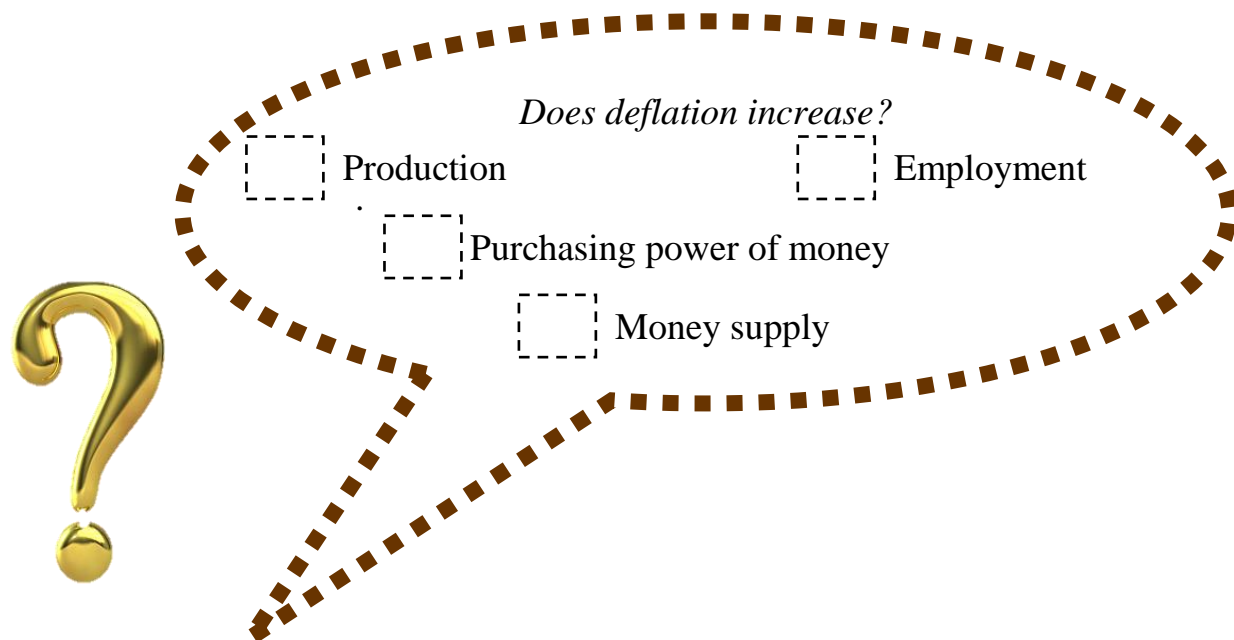 Does deflation increase?
Production
Employment
.
Purchasing power of money
Money supply
?